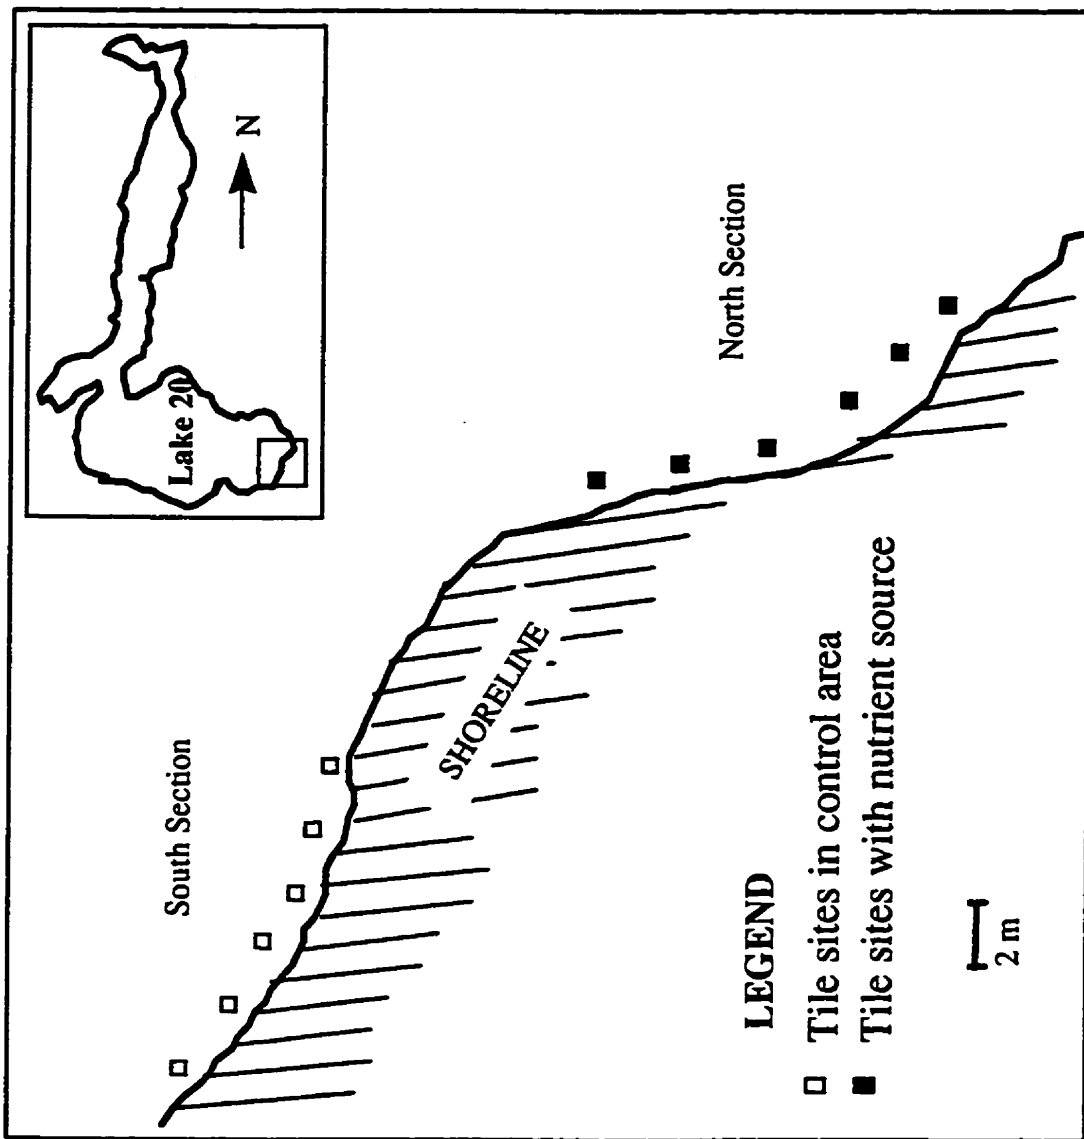 N
Lake 20
North Section
South Section
SHORELINE
LEGEND
Tile sites in control area
Tile sites with nutrient source
2 m